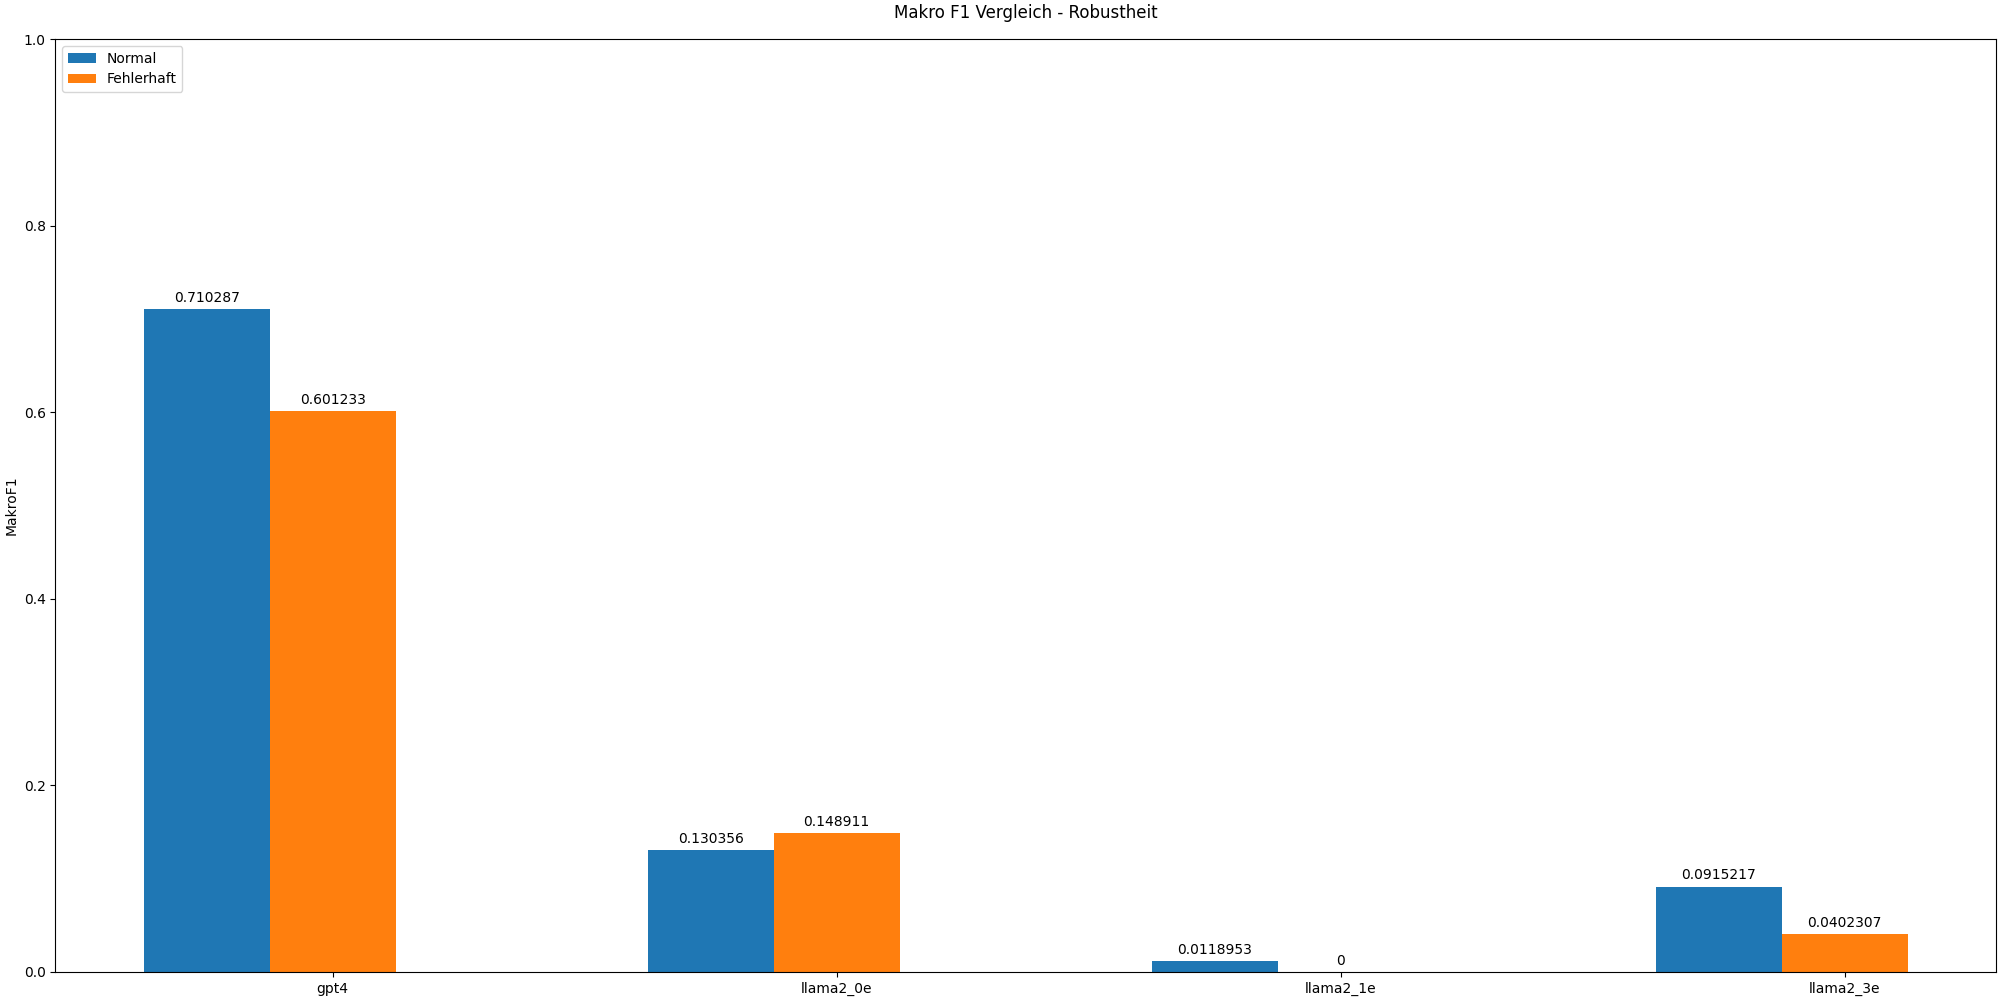 Makro F1 Vergleich - Robustheit
Normal
Fehlerhaft
MakroF1
1.0
0.8
0.6
0.4
0.2
0.0
0.710287
0.601233
0.130356
0.148911
0.0118953
0
0.0915217
0.0402307
gpt4
llama2_0e
llama2_1e
llama2_3e